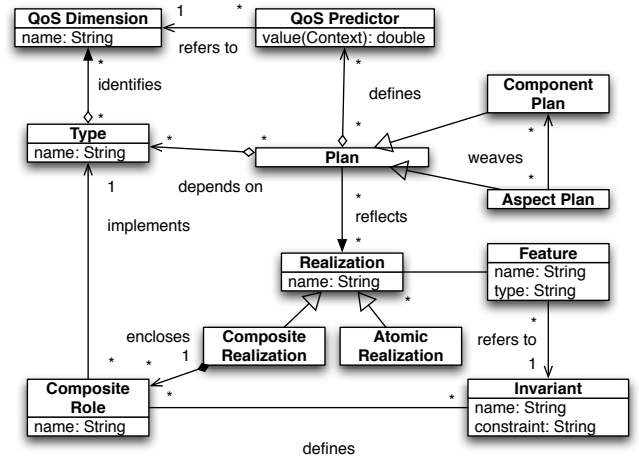 QoS Dimension
name: String
1
*
refers to
QoS Predictor
value(Context): double
*
identifies
*
Type
name: String
*
defines
*
*
depends on
*
Plan
Component
Plan
*
weaves
*
Aspect Plan
1
implements
*
reflects
*
Realization
name: String
*
Feature
name: String
type: String
*
refers to
1
encloses
1
*
Composite
Realization
Atomic
Realization
*
Composite
Role
name: String
*
*
defines
Invariant
name: String
constraint: String